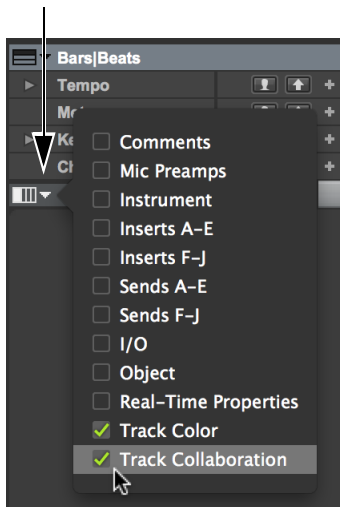 Bars|Beats
Tempo
Comments
Mic Preamps
Instrument
Inserts A–E
Inserts F–J
Sends A–E
Sends F–J
I/O
Object
Real-Time Properties
Track Color
Track Collaboration